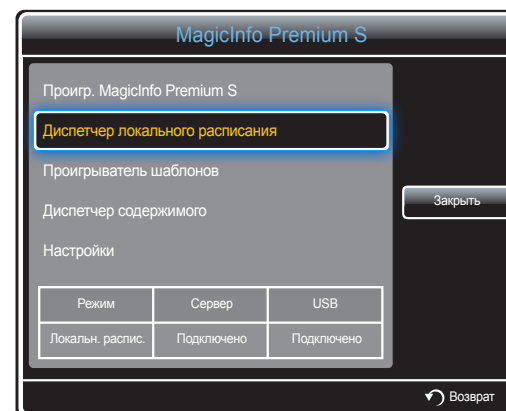 MagicInfo Premium S
Проигр. MagicInfo Premium S
Диспетчер локального расписания
Проигрыватель шаблонов
Диспетчер содержимого
Настройки
Закрыть
Режим Сервер USB
Локальн. распис. Подключено Подключено
Возврат